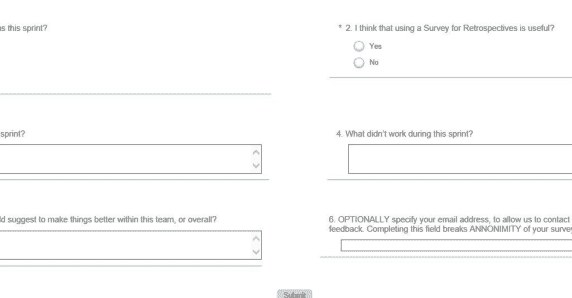 s this sprint?
* 2. I think that using a Survey for Retrospectives is useful?
Yes
No
sprint?
4. What didn't work during this sprint?
ld suggest to make things better within this team, or overall?
6. OPTIONALLY specify your email address, to allow us to contact
feedback. Completing this field breaks ANNONIMITY of your survey
Submit